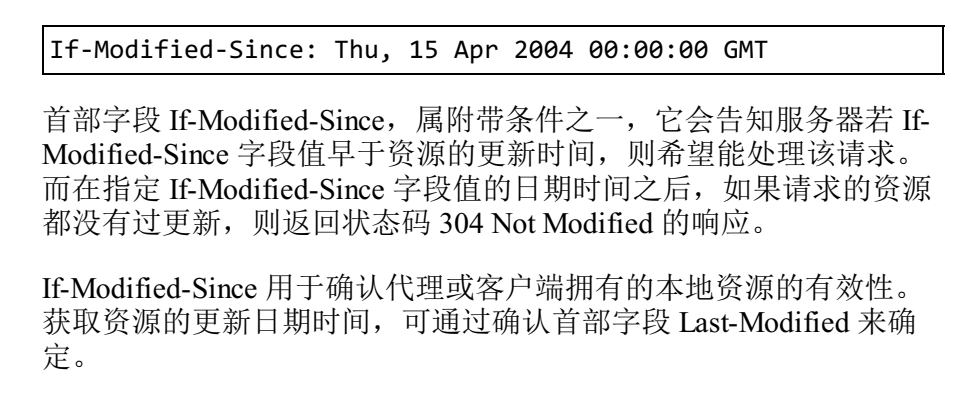 If-Modified-Since: Thu, 15 Apr 2004 00:00:00 GMT
首部字段 If-Modified-Since，属附带条件之一，它会告知服务器若 If-
Modified-Since 字段值早于资源的更新时间，则希望能处理该请求。
而在指定 If-Modified-Since 字段值的日期时间之后，如果请求的资源
都没有过更新，则返回状态码 304 Not Modified 的响应。
If-Modified-Since 用于确认代理或客户端拥有的本地资源的有效性。
获取资源的更新日期时间，可通过确认首部字段 Last-Modified 来确
定。